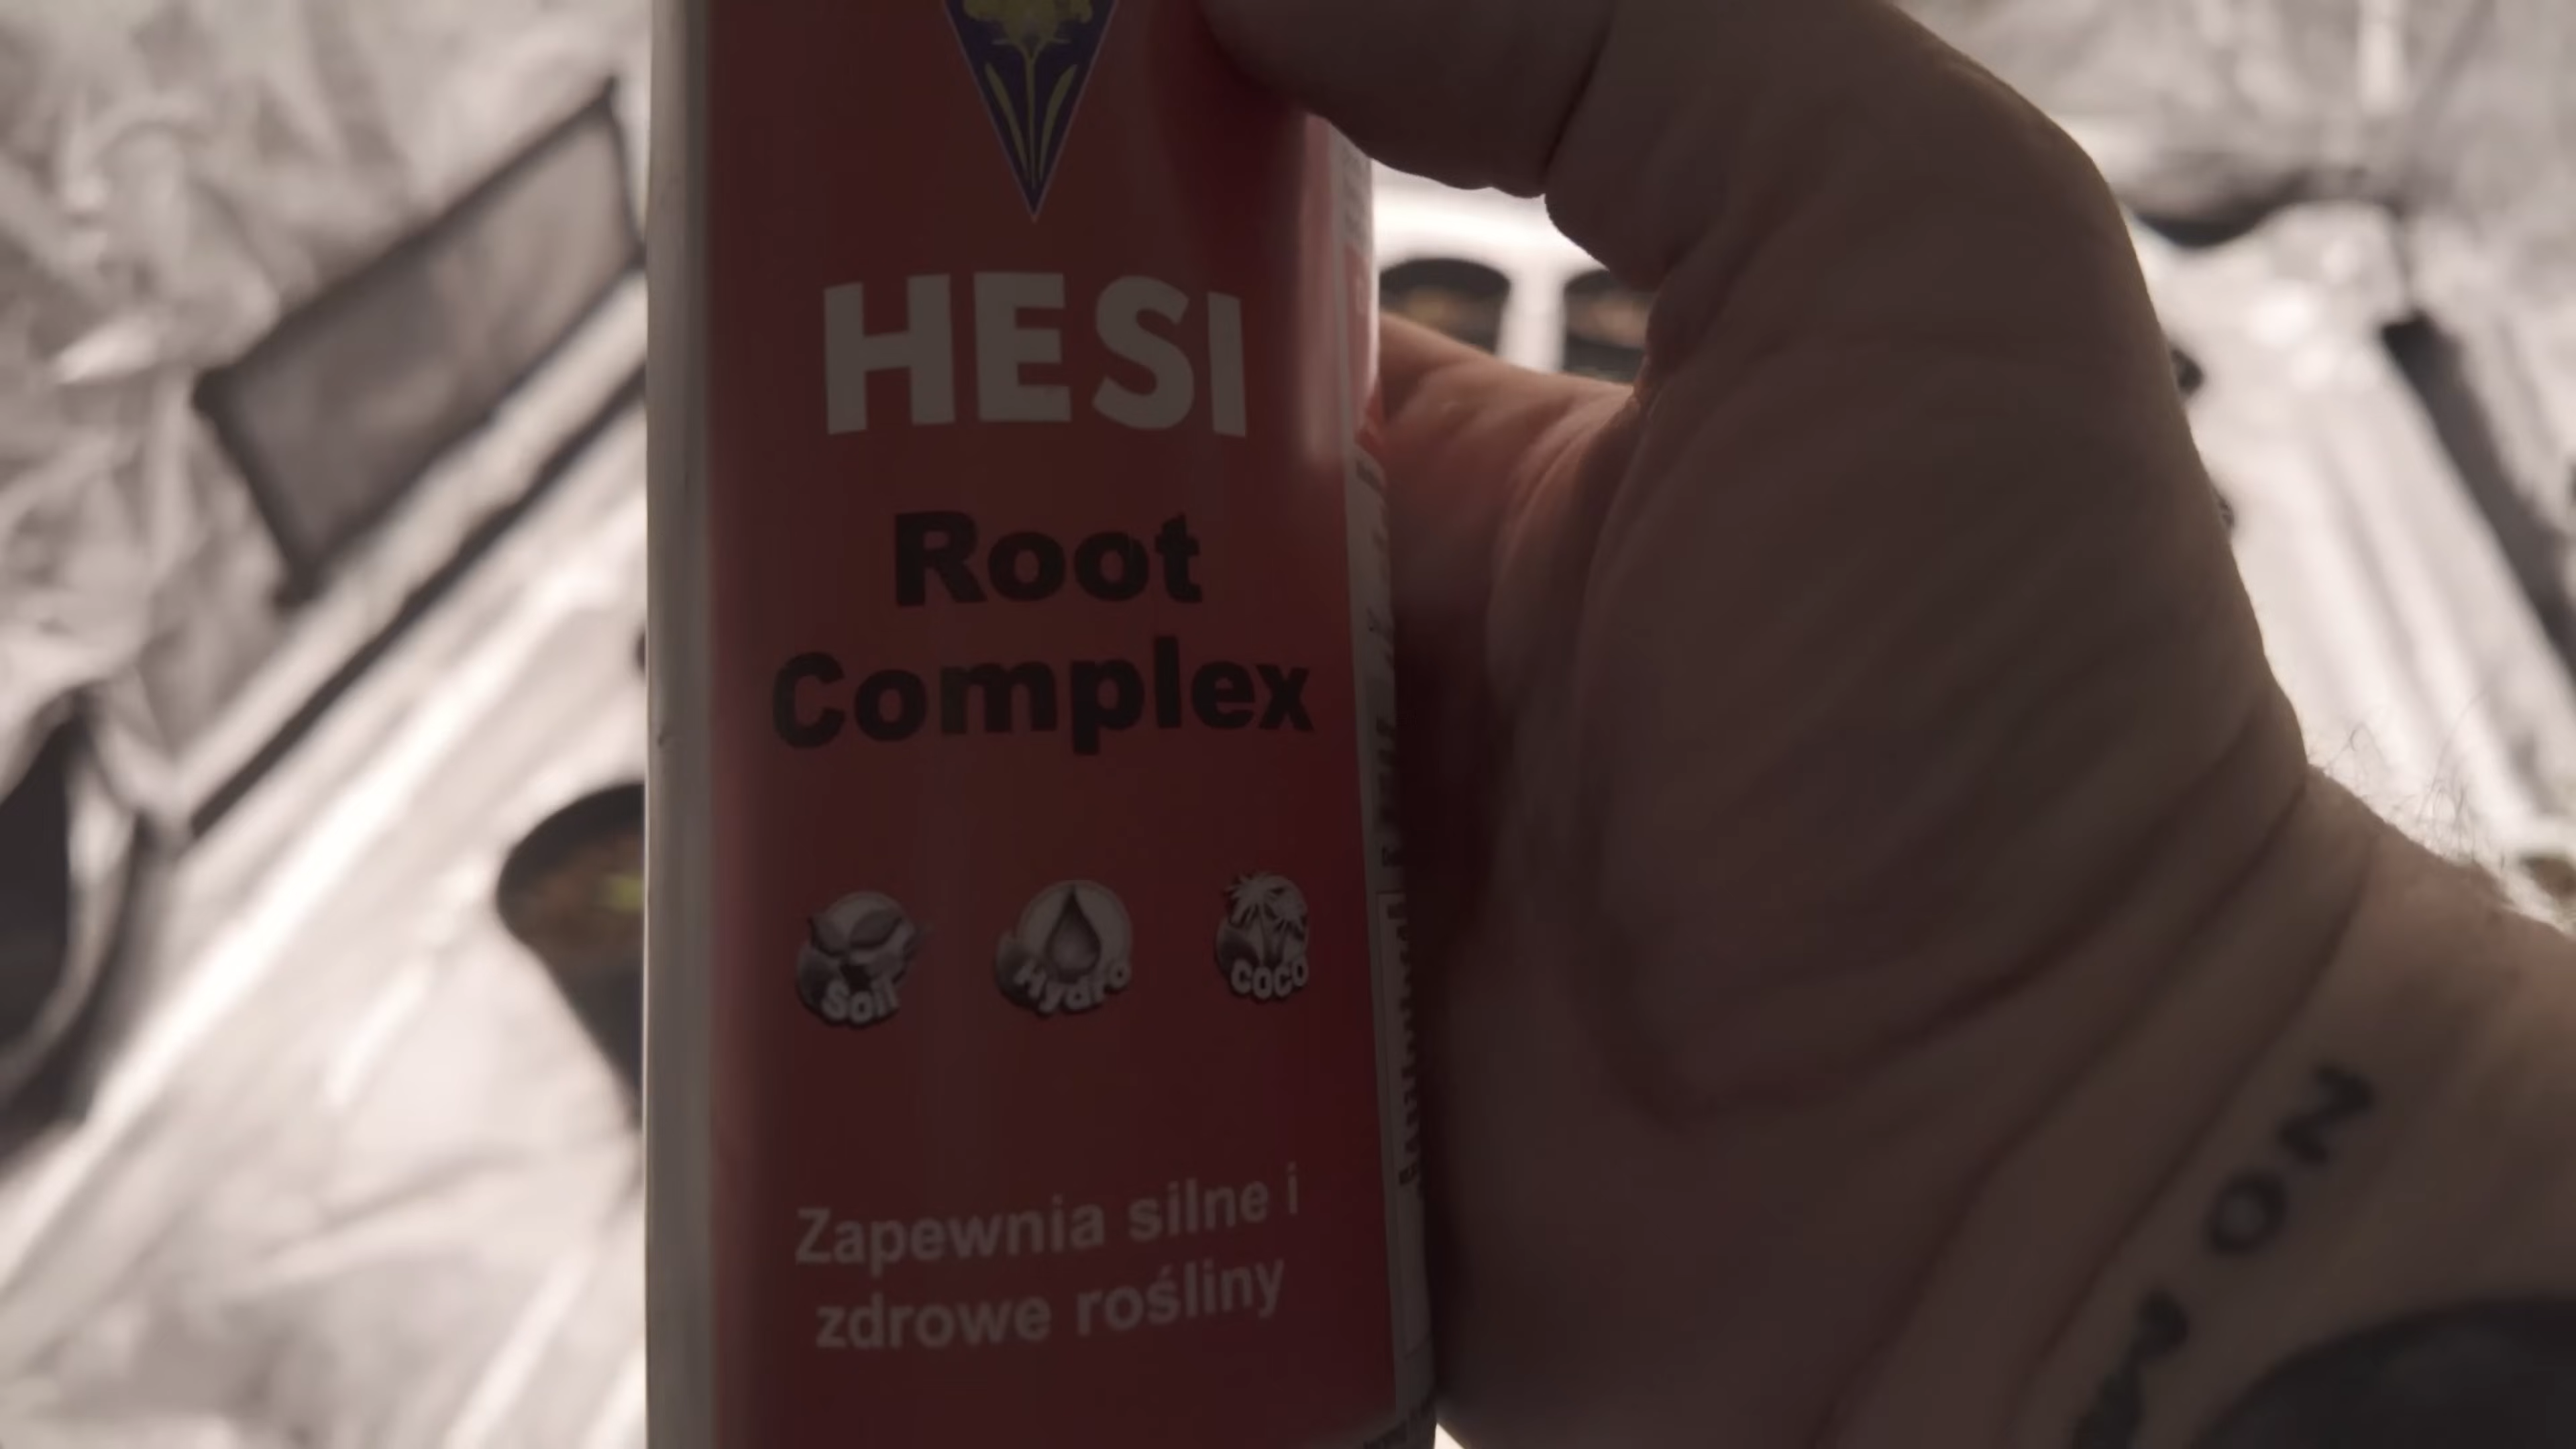 HESI
Root
Complex
Soil
Hydro
COCO
Zapewnia silne i
zdrowe rośliny